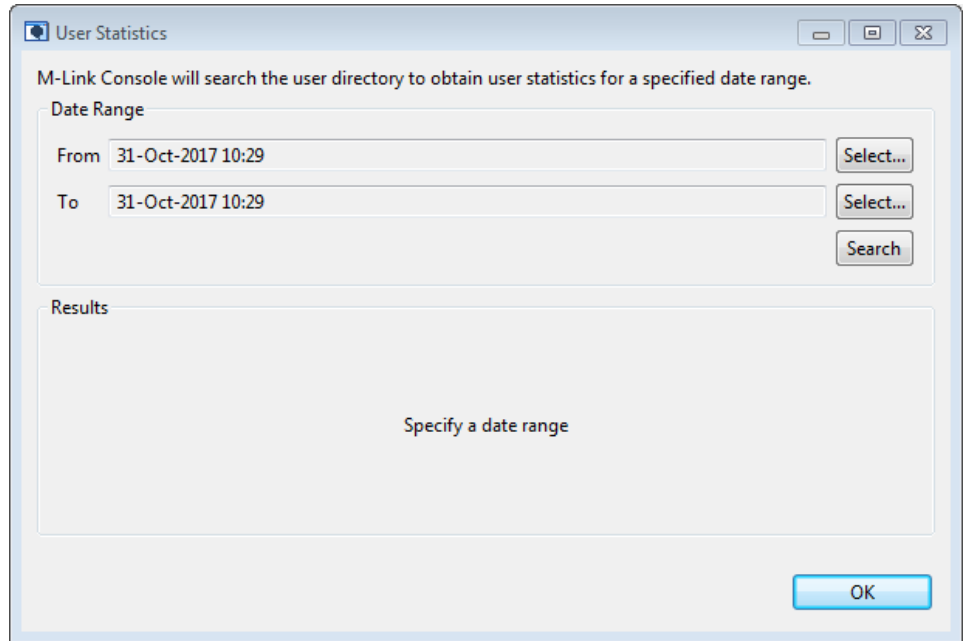 User Statistics
M-Link Console will search the user directory to obtain user statistics for a specified date range.
Date Range
From 31-Oct-2017 10:29 Select...
To 31-Oct-2017 10:29 Select...
Search
Results
Specify a date range
OK